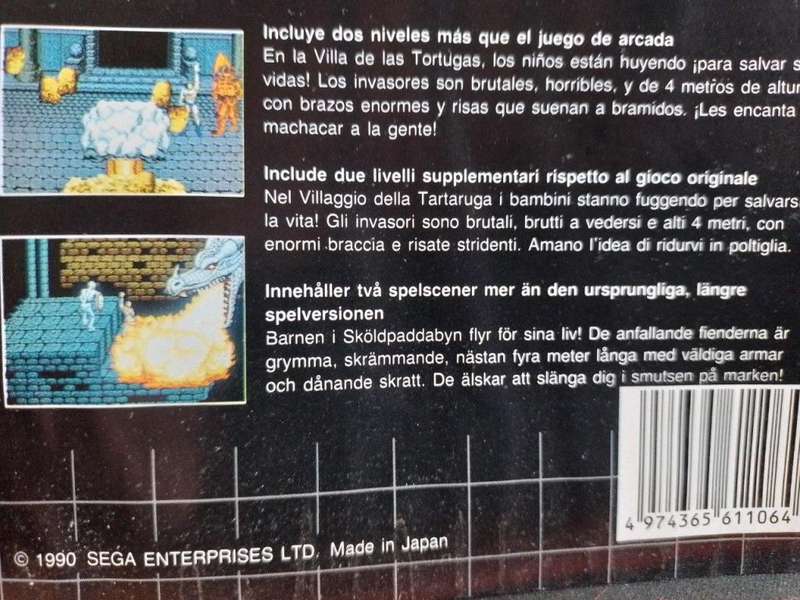 Incluye dos niveles más que el juego de arcada
En la Villa de las Tortugas, los niños están huyendo ¡para salvar s
vidas! Los invasores son brutales, horribles, y de 4 metros de altur
con brazos enormes y risas que suenan a bramidos. ¡Les encanta
machacar a la gente!
Include due livelli supplementari rispetto al gioco originale
Nel Villaggio della Tartaruga i bambini stanno fuggendo per salvars
la vita! Gli invasori sono brutali, brutti a vedersi e alti 4 metri, con
enormi braccia e risate stridenti. Amano l'idea di ridurvi in poltiglia.
Innehåller två spelscener mer än den ursprungliga, längre
spelversionen
Barnen i Sköldpaddabyn flyr för sina liv! De anfallande fienderna är
grymma, skrämmande, nästan fyra meter långa med väldiga armar
och dånande skratt. De älskar att slänga dig i smutsen på marken!
4 974365 611064
© 1990 SEGA ENTERPRISES LTD. Made in Japan